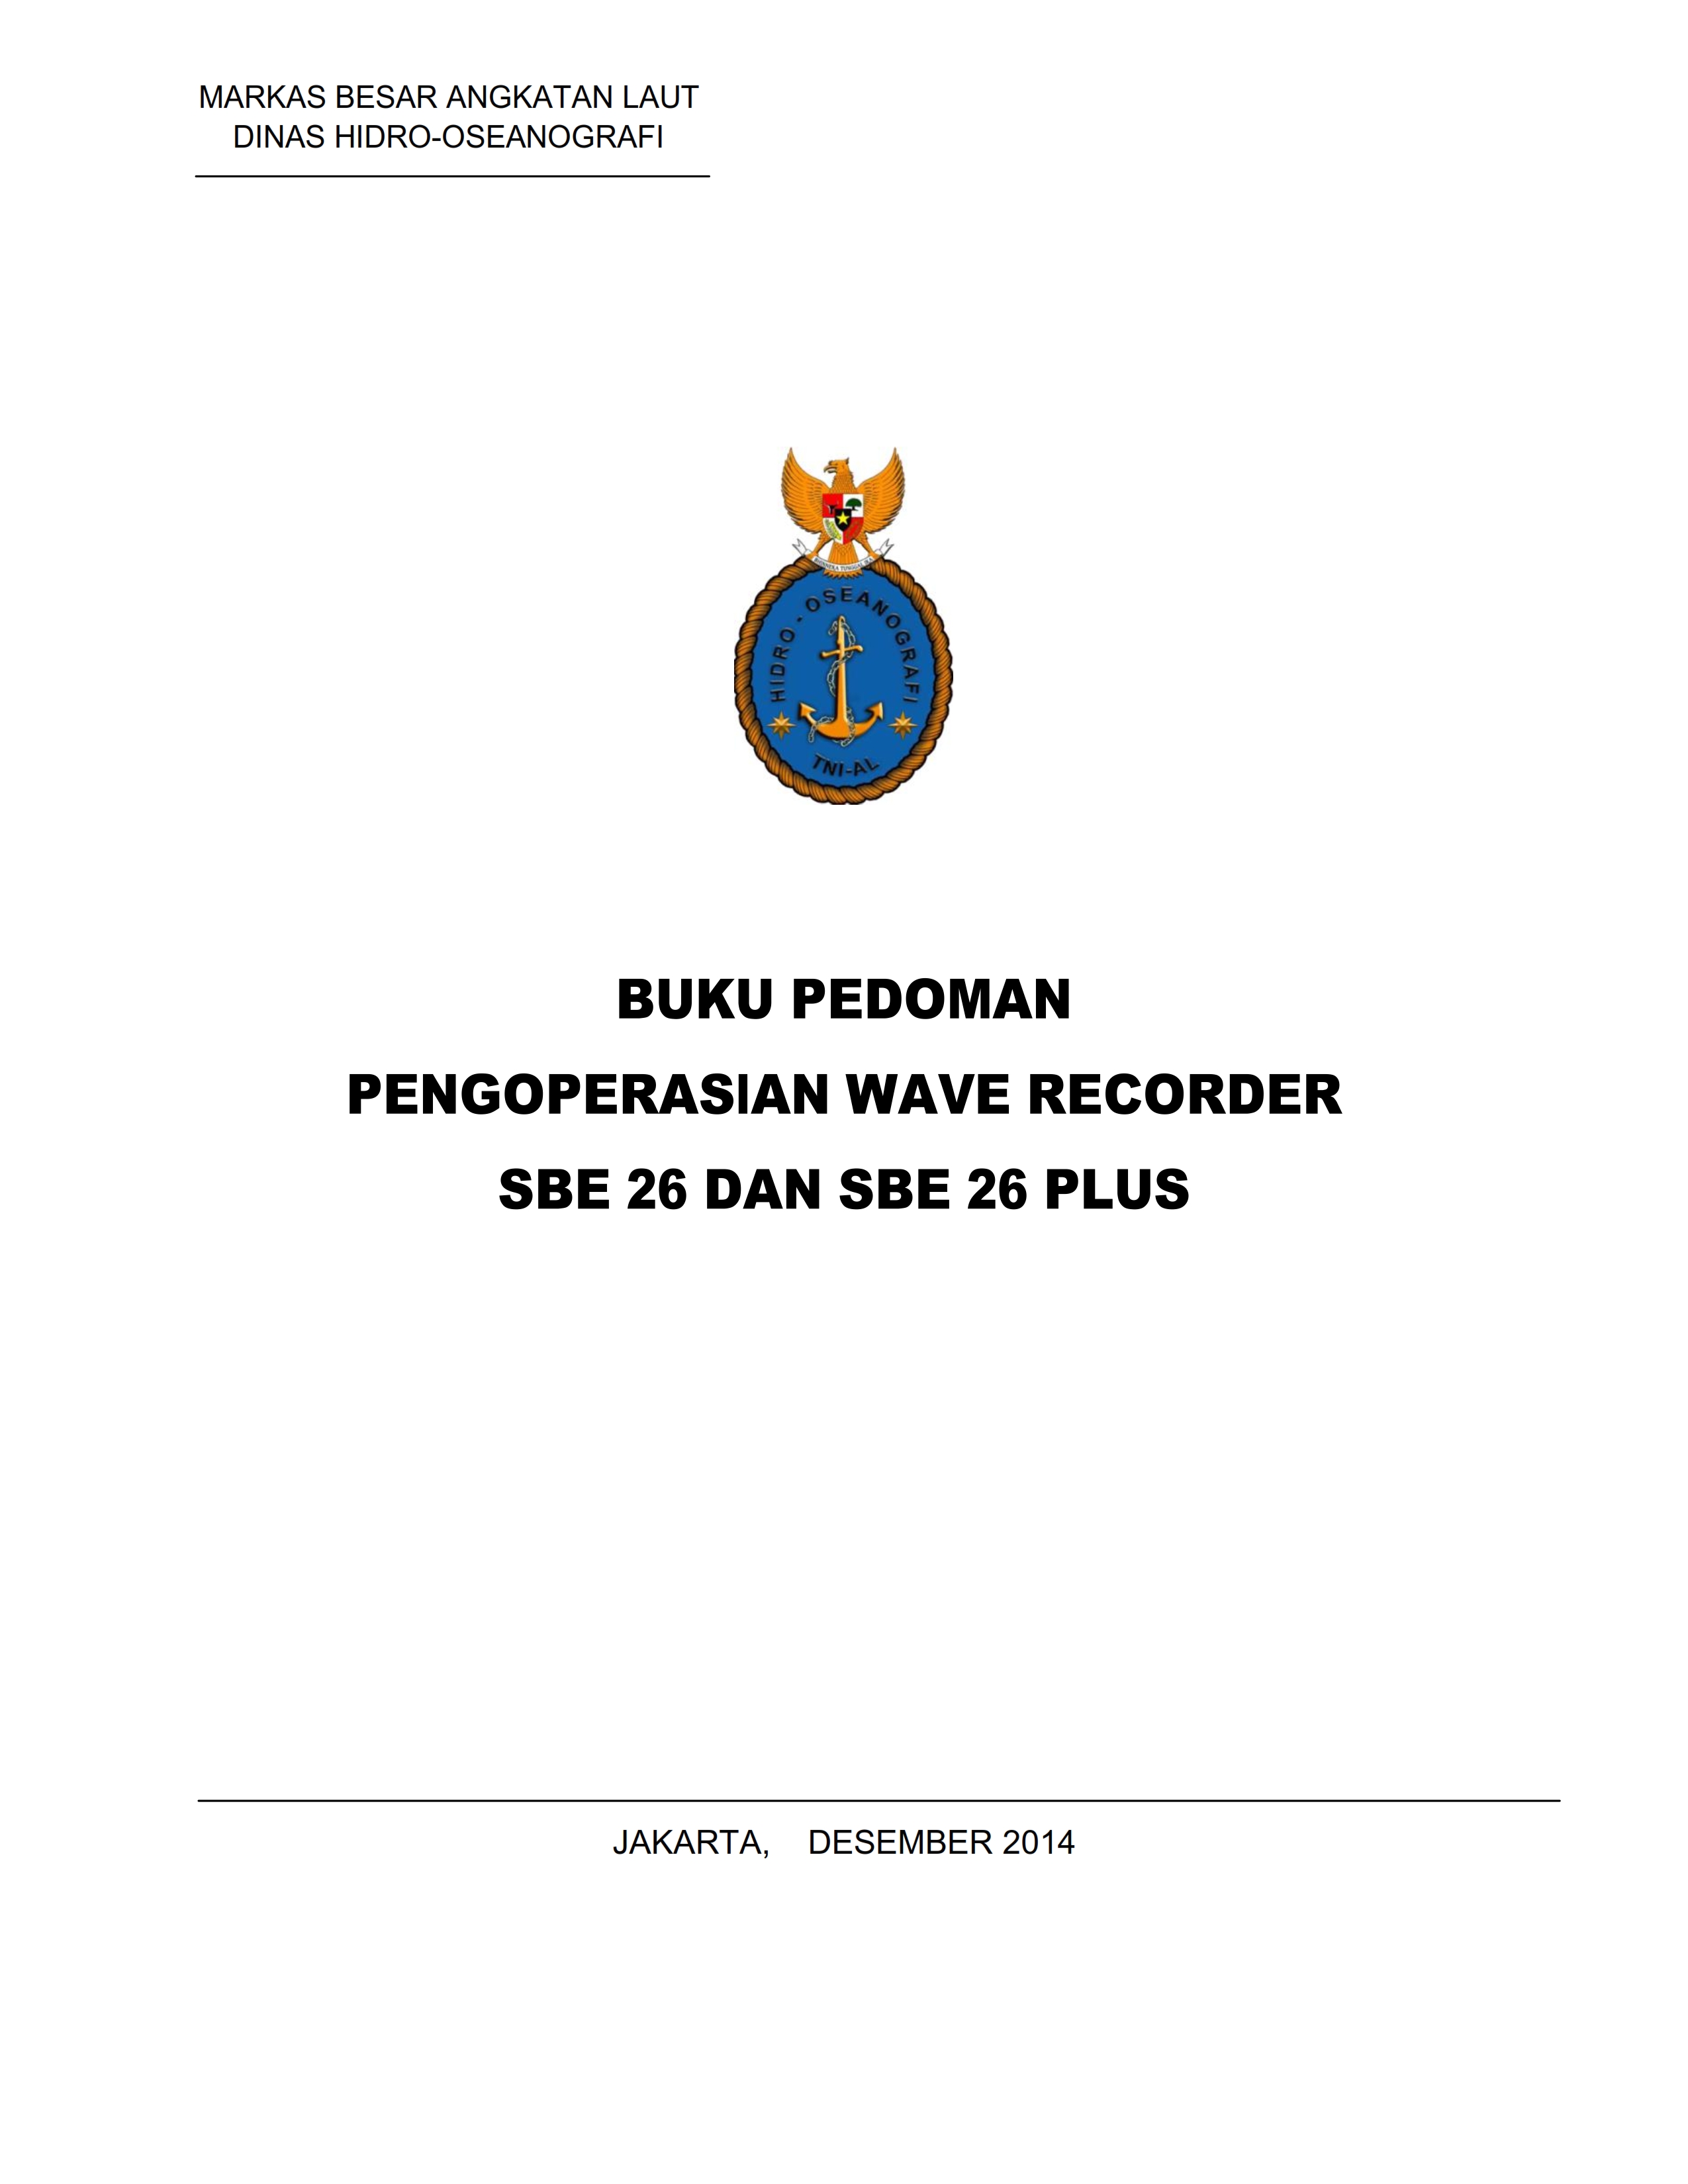 MARKAS BESAR ANGKATAN LAUT
DINAS HIDRO-OSEANOGRAFI
BHINNEKA TUNGGAL IKA
HIDRO - OSEANOGRAFI
TNI-AL
BUKU PEDOMAN
PENGOPERASIAN WAVE RECORDER
SBE 26 DAN SBE 26 PLUS
JAKARTA, DESEMBER 2014